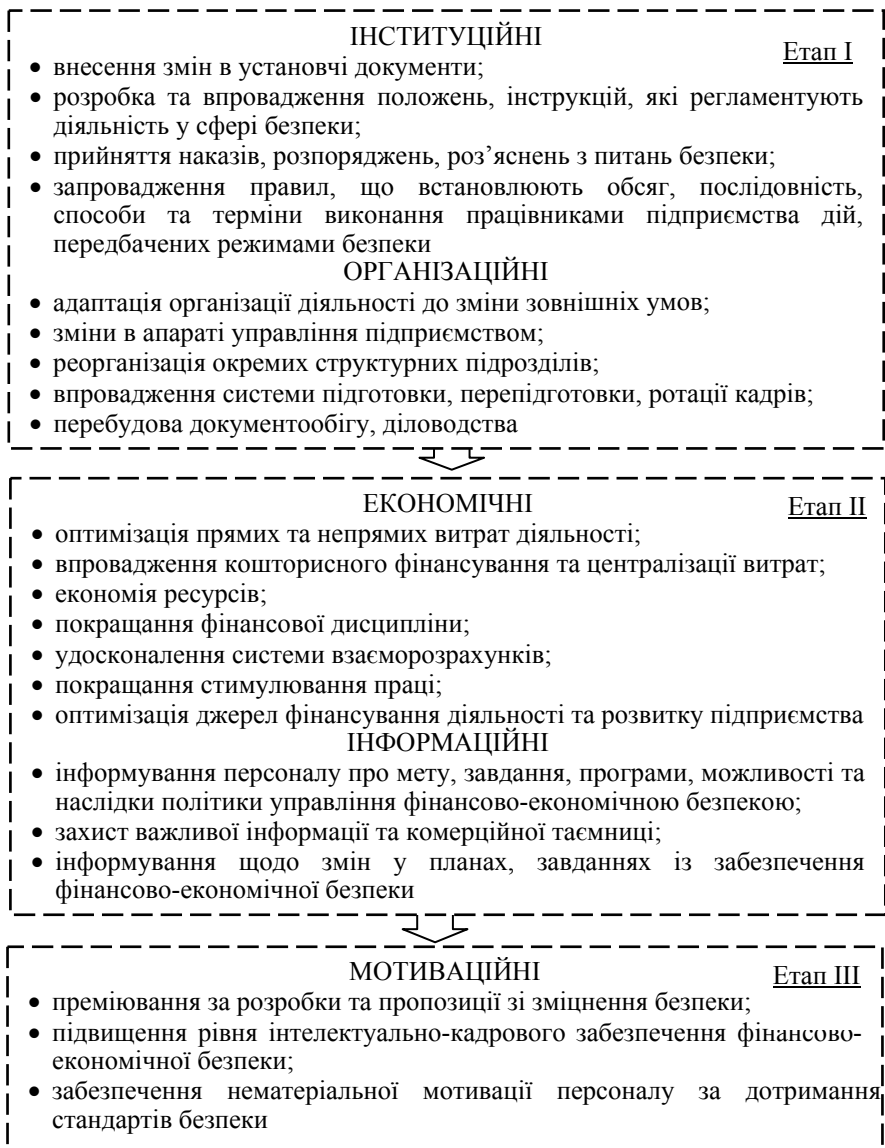 ІНСТИТУЦІЙНІ
Етап І
• внесення змін в установчі документи;
• розробка та впровадження положень, інструкцій, які регламентують
діяльність у сфері безпеки;
• прийняття наказів, розпоряджень, роз’яснень з питань безпеки;
• запровадження правил, що встановлюють обсяг, послідовність,
способи та терміни виконання працівниками підприємства дій,
передбачених режимами безпеки
ОРГАНІЗАЦІЙНІ
• адаптація організації діяльності до зміни зовнішніх умов;
• зміни в апараті управління підприємством;
• реорганізація окремих структурних підрозділів;
• впровадження системи підготовки, перепідготовки, ротації кадрів;
• перебудова документообігу, діловодства
ЕКОНОМІЧНІ
Етап ІІ
• оптимізація прямих та непрямих витрат діяльності;
• впровадження кошторисного фінансування та централізації витрат;
• економія ресурсів;
• покращання фінансової дисципліни;
• удосконалення системи взаєморозрахунків;
• покращання стимулювання праці;
• оптимізація джерел фінансування діяльності та розвитку підприємства
ІНФОРМАЦІЙНІ
• інформування персоналу про мету, завдання, програми, можливості та
наслідки політики управління фінансово-економічною безпекою;
• захист важливої інформації та комерційної таємниці;
• інформування щодо змін у планах, завданнях із забезпечення
фінансово-економічної безпеки
МОТИВАЦІЙНІ
Етап ІІІ
• преміювання за розробки та пропозиції зі зміцнення безпеки;
• підвищення рівня інтелектуально-кадрового забезпечення фінансово-
економічної безпеки;
• забезпечення нематеріальної мотивації персоналу за дотримання
стандартів безпеки